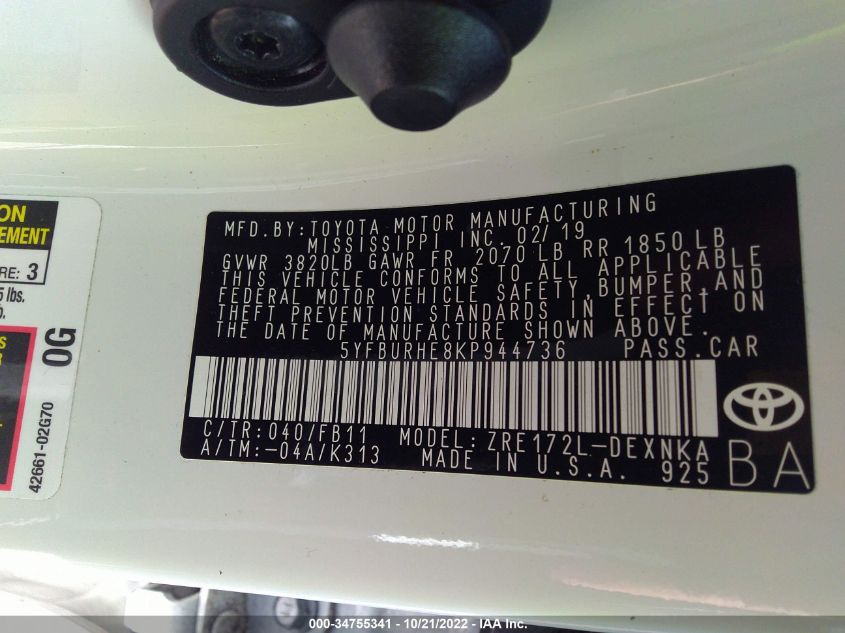 ON
EMENT
RE: 3
5 lbs.
0G
42661-02G70
MFD. BY: TOYOTA MOTOR MANUFACTURING
MISSISSIPPI INC. 02/19
GVWR 3820LB GAWR FR 2070 LB RR 1850 LB
THIS VEHICLE CONFORMS TO ALL APPLICABLE
FEDERAL MOTOR VEHICLE SAFETY, BUMPER, AND
THEFT PREVENTION STANDARDS IN EFFECT ON
THE DATE OF MANUFACTURE SHOWN ABOVE.
5YFBURHE8KP944736 PASS. CAR
C/TR: 040/FB11 MODEL: ZRE172L-DEXNKA
A/TM: -04A/K313 MADE IN U.S.A. 925
BA
000-34755341 - 10/21/2022 - IAA Inc.